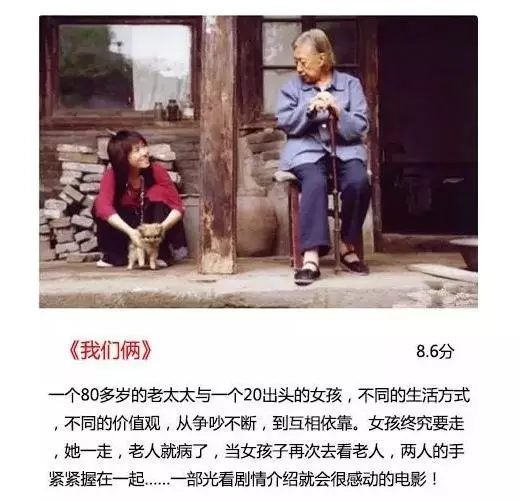 《我们俩》
8.6分
一个80多岁的老太太与一个20出头的女孩，不同的生活方式
，不同的价值观，从争吵不断，到互相依靠。女孩终究要走
，她一走，老人就病了，当女孩子再次去看老人，两人的手
紧紧握在一起......一部光看剧情介绍就会很感动的电影！